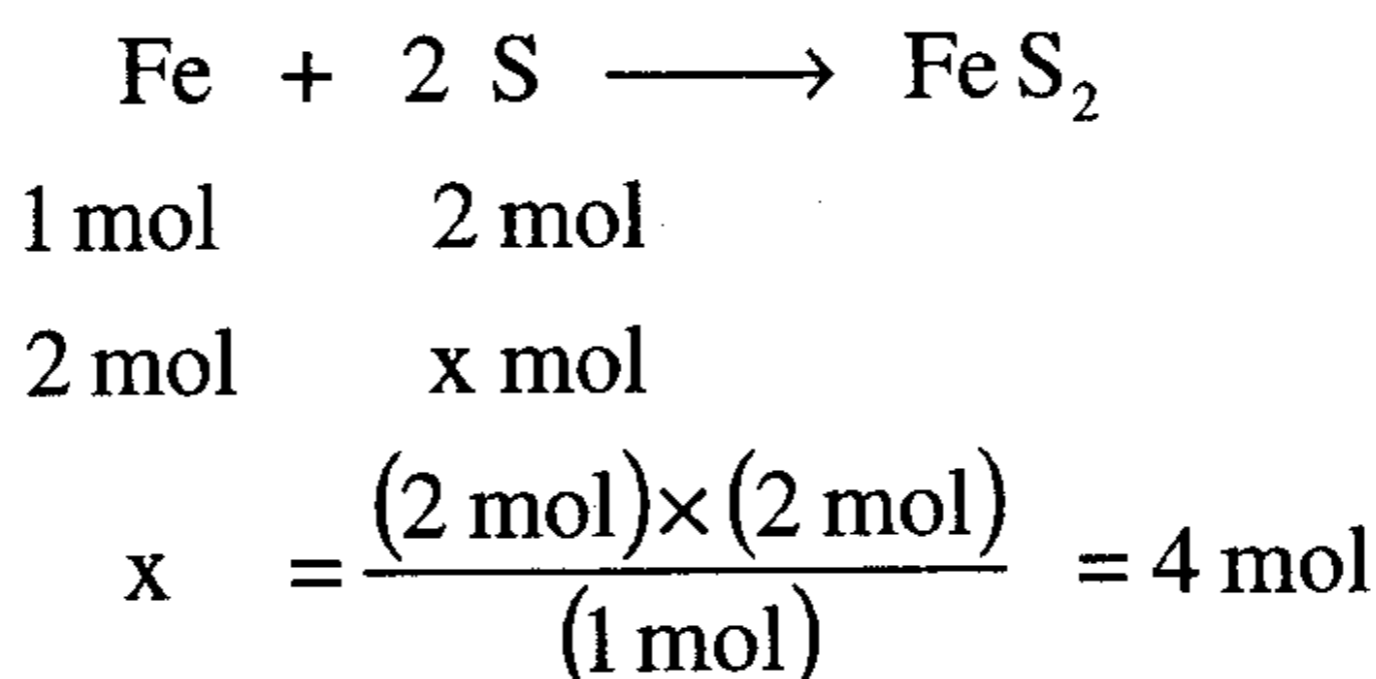 Fe + 2 S ⟶ FeS₂
1 mol 2 mol
2 mol x mol
x = (2 mol)×(2 mol) / (1 mol) = 4 mol